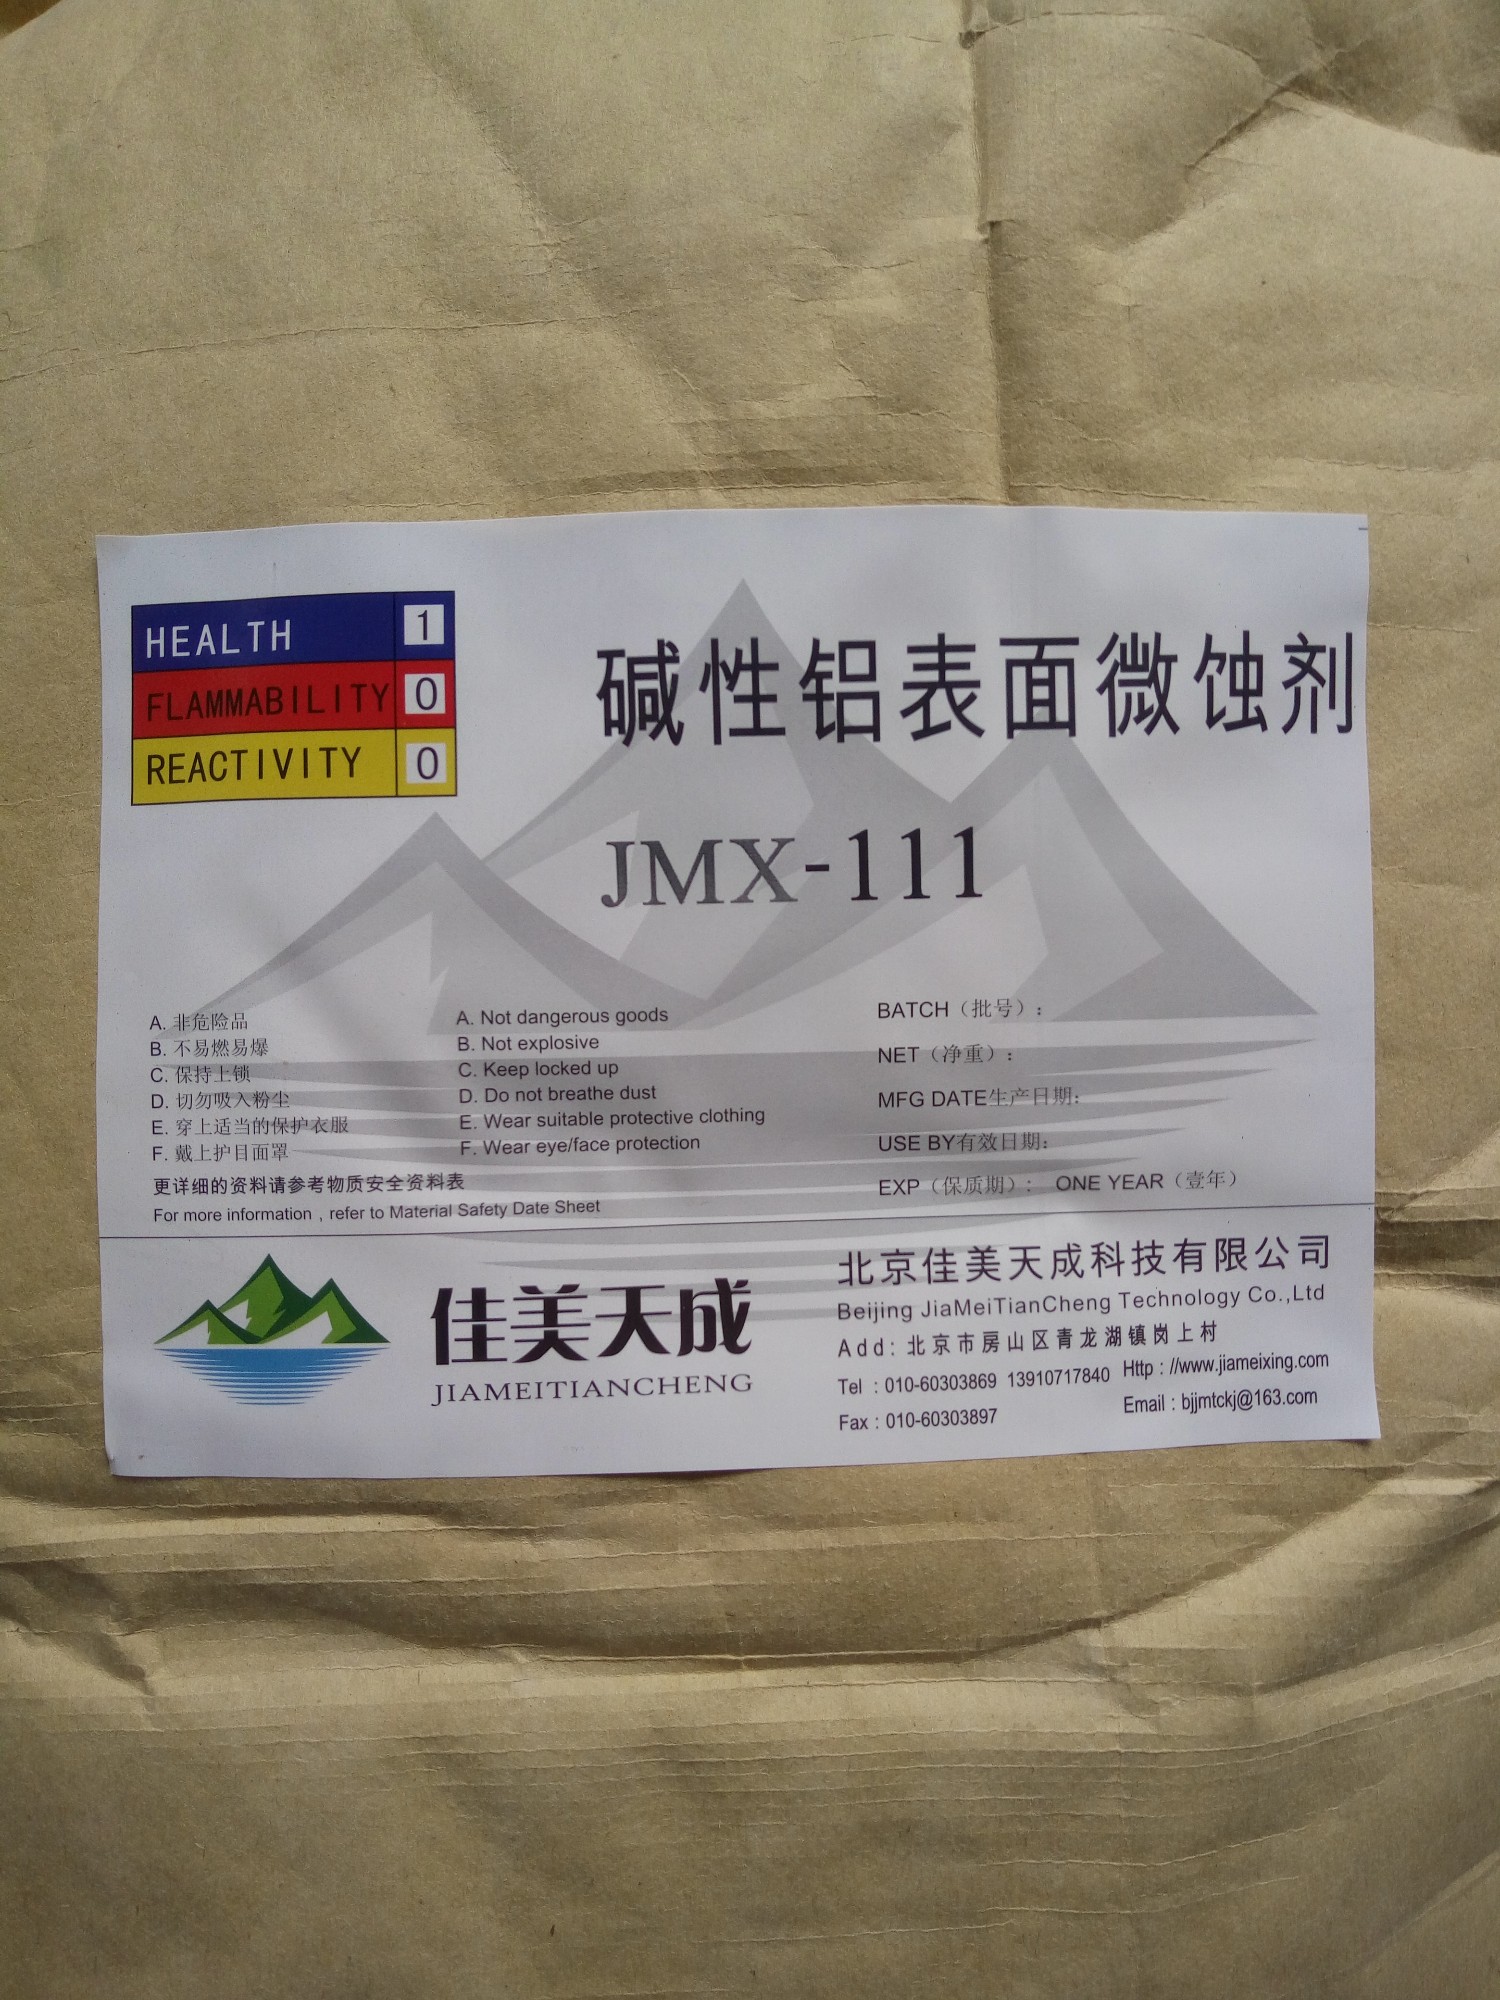 HEALTH 1
FLAMMABILITY 0
REACTIVITY 0
碱性铝表面微蚀剂
JMX-111
A. 非危险品
B. 不易燃易爆
C. 保持上锁
D. 切勿吸入粉尘
E. 穿上适当的保护衣服
F. 戴上护目面罩
A. Not dangerous goods
B. Not explosive
C. Keep locked up
D. Do not breathe dust
E. Wear suitable protective clothing
F. Wear eye/face protection
更详细的资料请参考物质安全资料表
For more information , refer to Material Safety Date Sheet
BATCH（批号）:
NET（净重）:
MFG DATE生产日期:
USE BY有效日期:
EXP（保质期）: ONE YEAR（壹年）
佳美天成
JIAMEITIANCHENG
北京佳美天成科技有限公司
Beijing JiaMeiTianCheng Technology Co.,Ltd
Add: 北京市房山区青龙湖镇岗上村
Tel : 010-60303869 13910717840 Http : //www.jiameixing.com
Fax : 010-60303897 Email : bjjmtckj@163.com